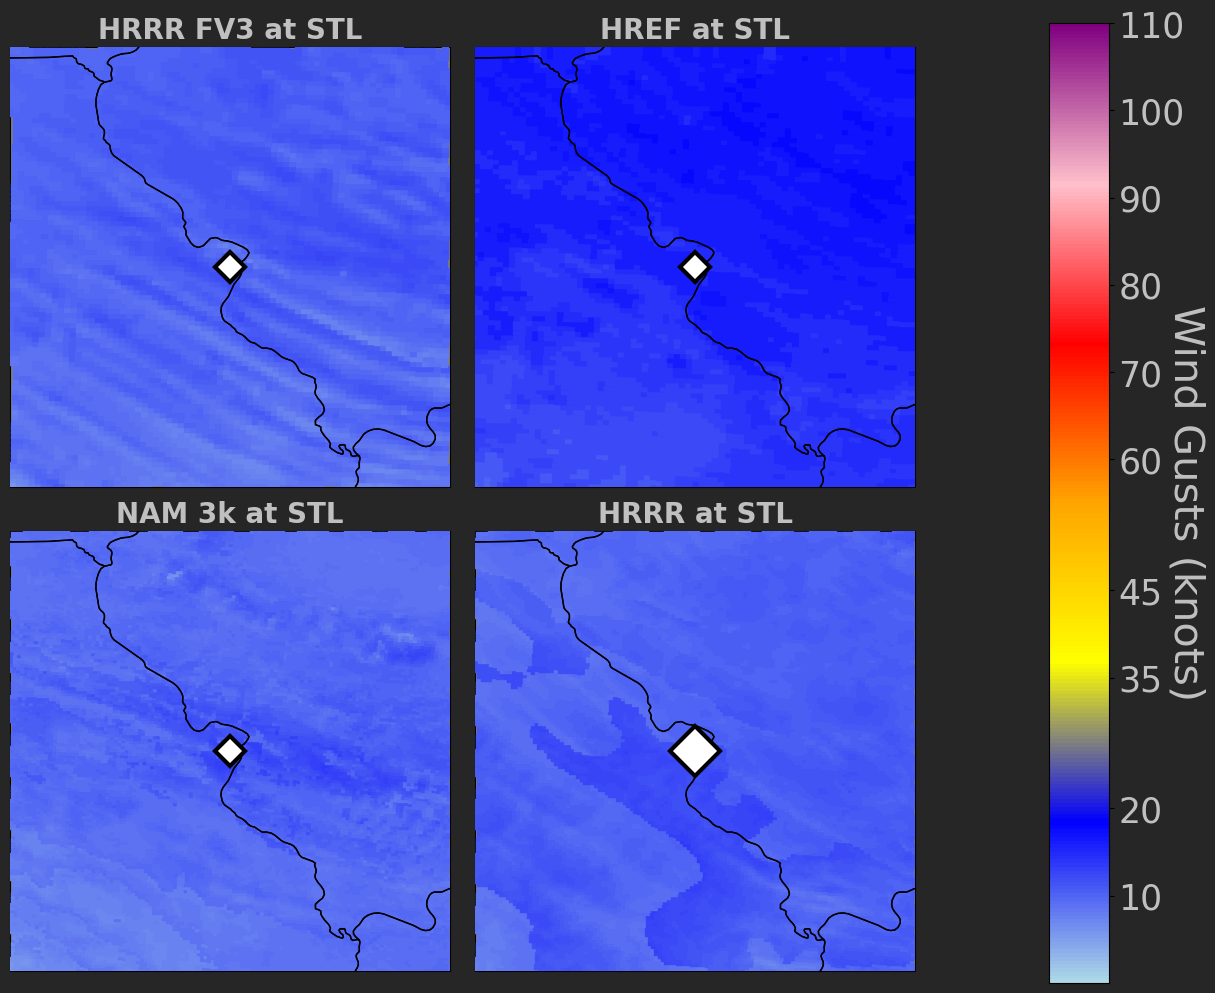 HRRR FV3 at STL
HREF at STL
NAM 3k at STL
HRRR at STL
110
100
90
80
70
60
45
35
20
10
Wind Gusts (knots)